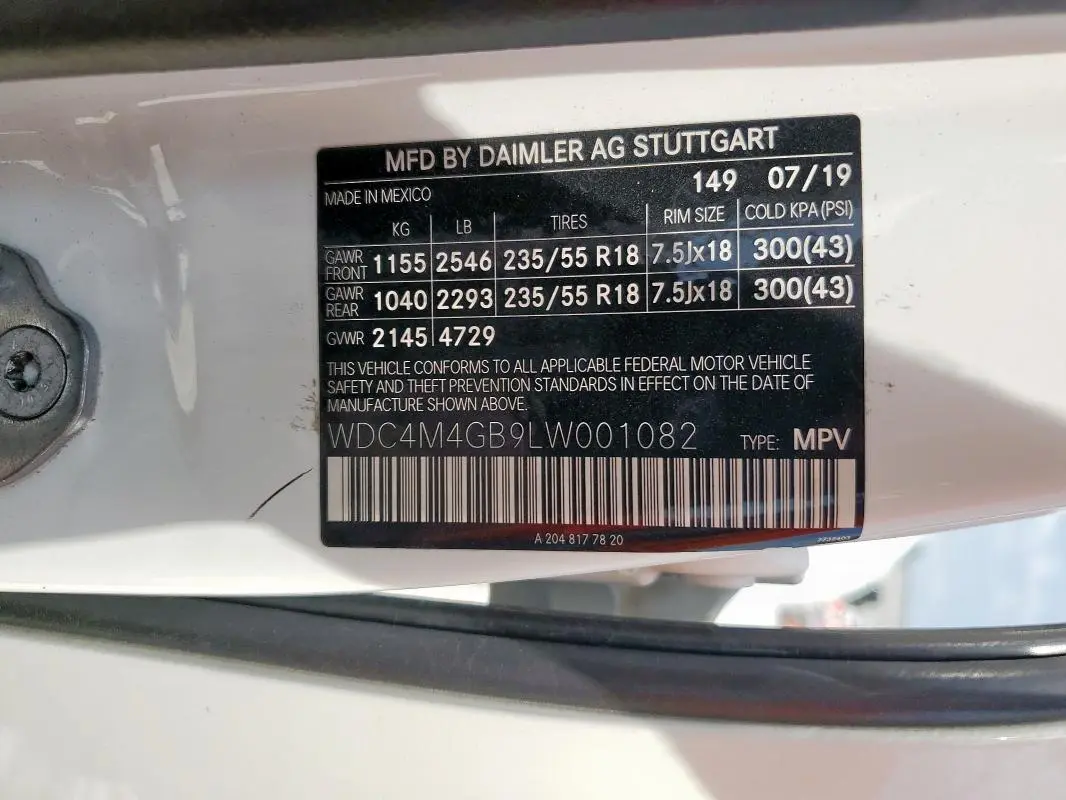 MFD BY DAIMLER AG STUTTGART
149 07/19
MADE IN MEXICO
KG LB TIRES RIM SIZE COLD KPA (PSI)
GAWR FRONT 1155 2546 235/55 R18 7.5Jx18 300(43)
GAWR REAR 1040 2293 235/55 R18 7.5Jx18 300(43)
GVWR 2145 4729
THIS VEHICLE CONFORMS TO ALL APPLICABLE FEDERAL MOTOR VEHICLE
SAFETY AND THEFT PREVENTION STANDARDS IN EFFECT ON THE DATE OF
MANUFACTURE SHOWN ABOVE.
WDC4M4GB9LW001082 TYPE: MPV
A 204 817 78 20